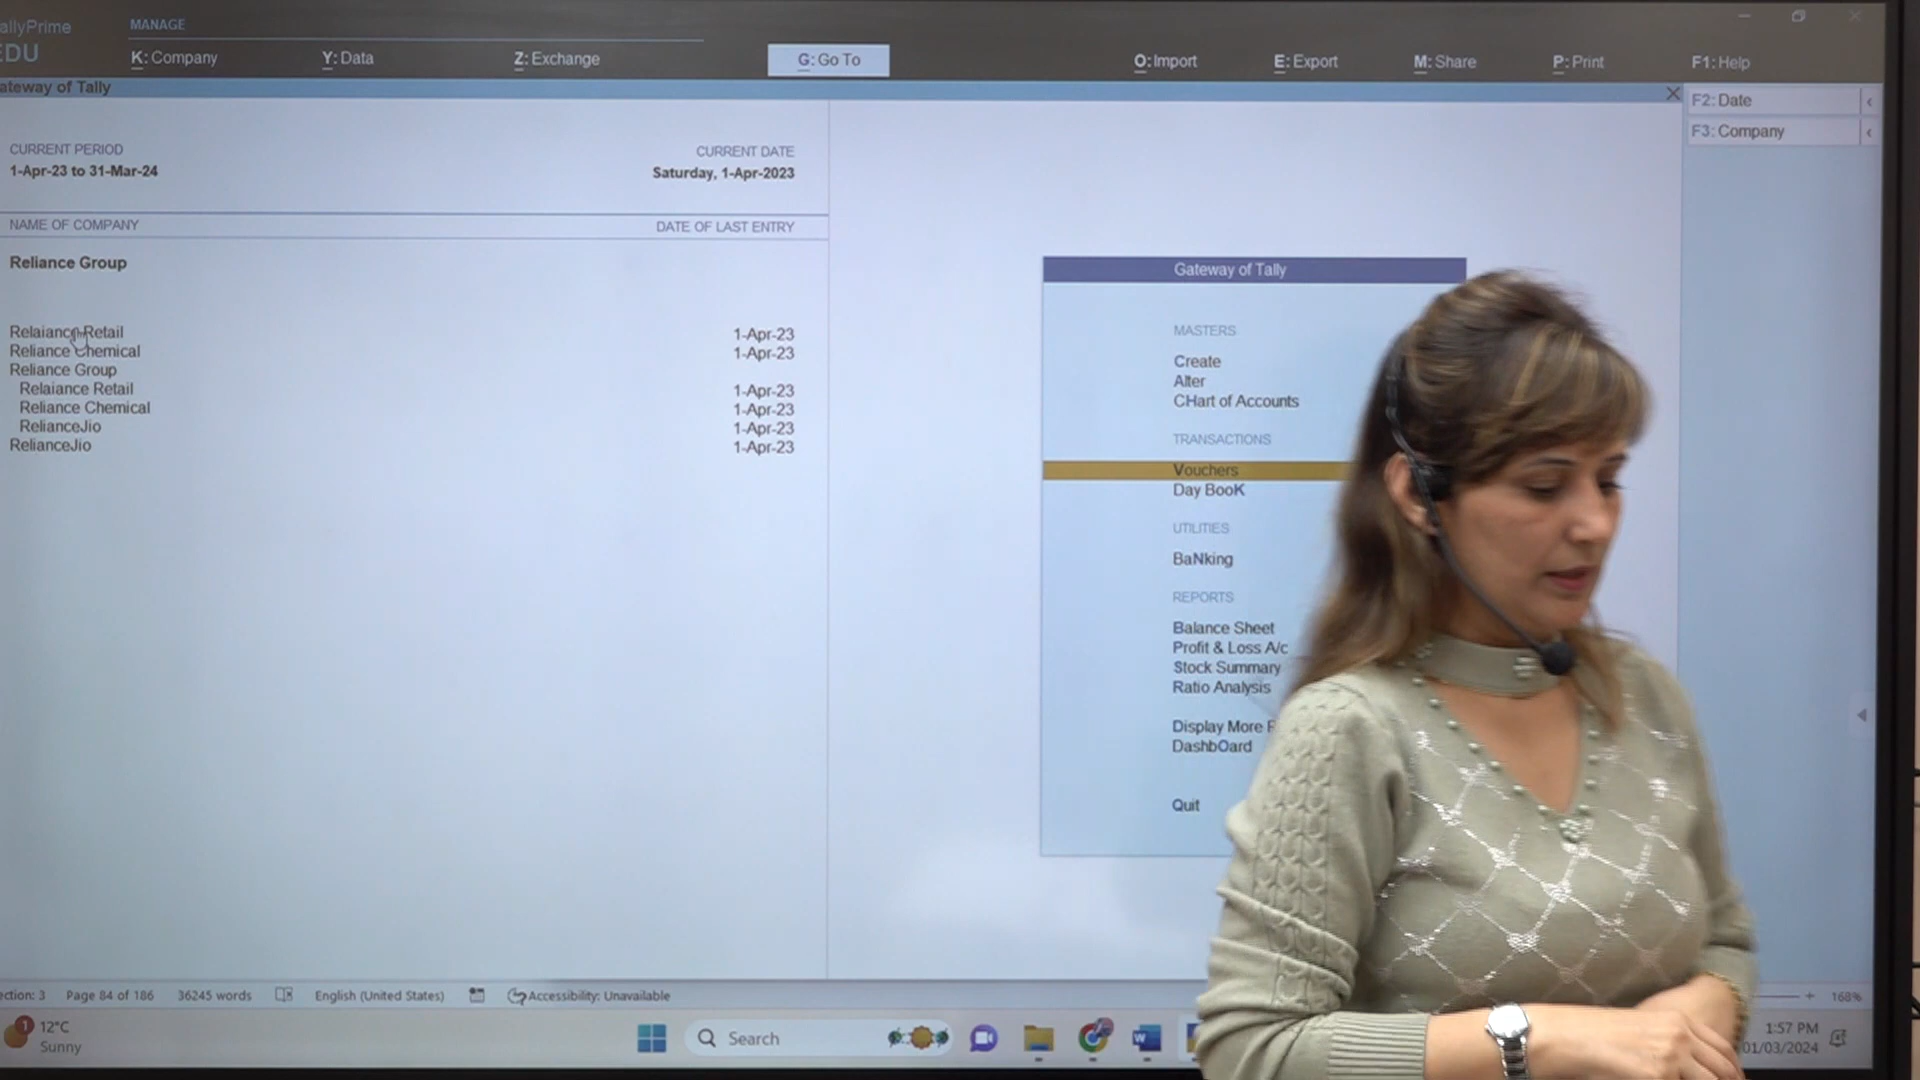 allyPrime
EDU
MANAGE
K: Company
Y: Data
Z: Exchange
G: Go To
O: Import
E: Export
M: Share
P: Print
F1: Help
ateway of Tally
F2: Date
F3: Company
CURRENT PERIOD
1-Apr-23 to 31-Mar-24
CURRENT DATE
Saturday, 1-Apr-2023
NAME OF COMPANY
DATE OF LAST ENTRY
Reliance Group
Relaiance Retail 1-Apr-23
Reliance Chemical 1-Apr-23
Reliance Group
Relaiance Retail 1-Apr-23
Reliance Chemical 1-Apr-23
RelianceJio 1-Apr-23
RelianceJio 1-Apr-23
Gateway of Tally
MASTERS
Create
Alter
CHart of Accounts
TRANSACTIONS
Vouchers
Day BooK
UTILITIES
BaNking
REPORTS
Balance Sheet
Profit & Loss A/c
Stock Summary
Ratio Analysis
Display More
DashbOard
Quit
ction: 3 Page 84 of 186 36245 words English (United States) Accessibility: Unavailable 168%
1
12°C
Sunny
Search
1:57 PM
01/03/2024